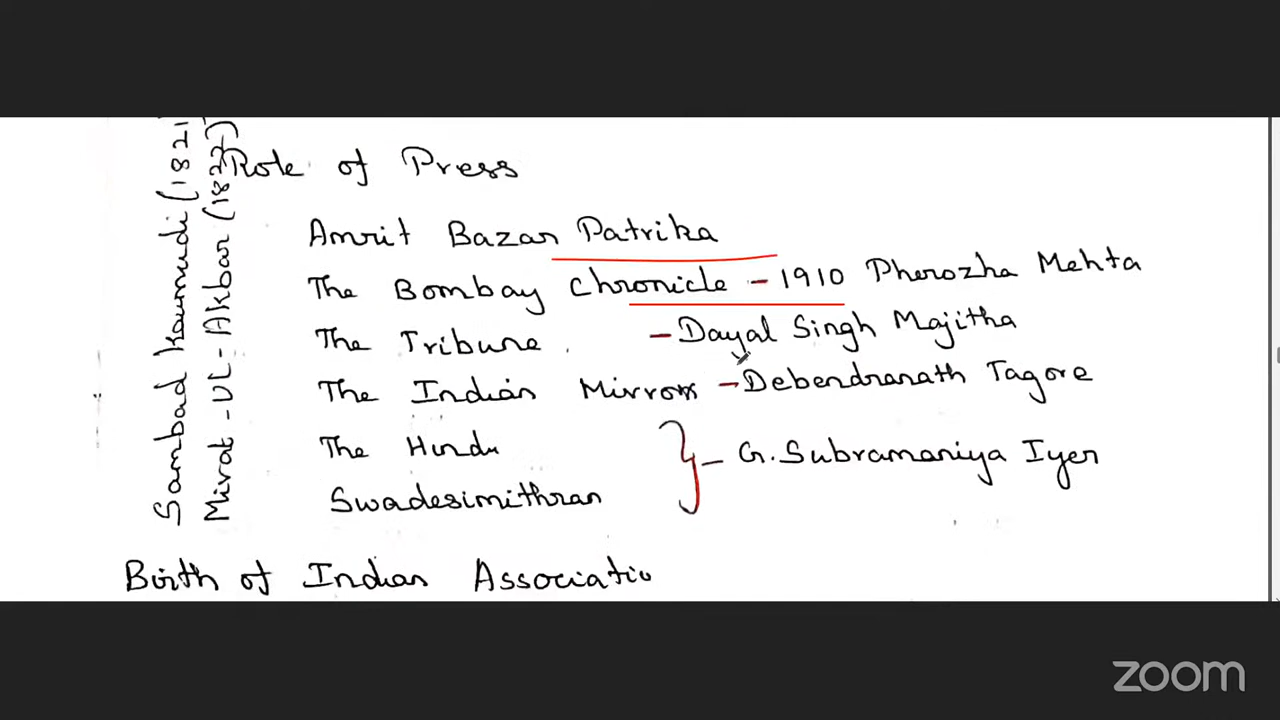 Sambad Kaumudi (1821
Mirat -UL- Akbar (1822)
Role of Press
Amrit Bazar Patrika
The Bombay Chronicle - 1910 Pherozha Mehta
The Tribune - Dayal Singh Majitha
The Indian Mirror - Debendranath Tagore
The Hindu
Swadesimithran
} - G. Subramaniya Iyer
Birth of Indian Associatio
zoom